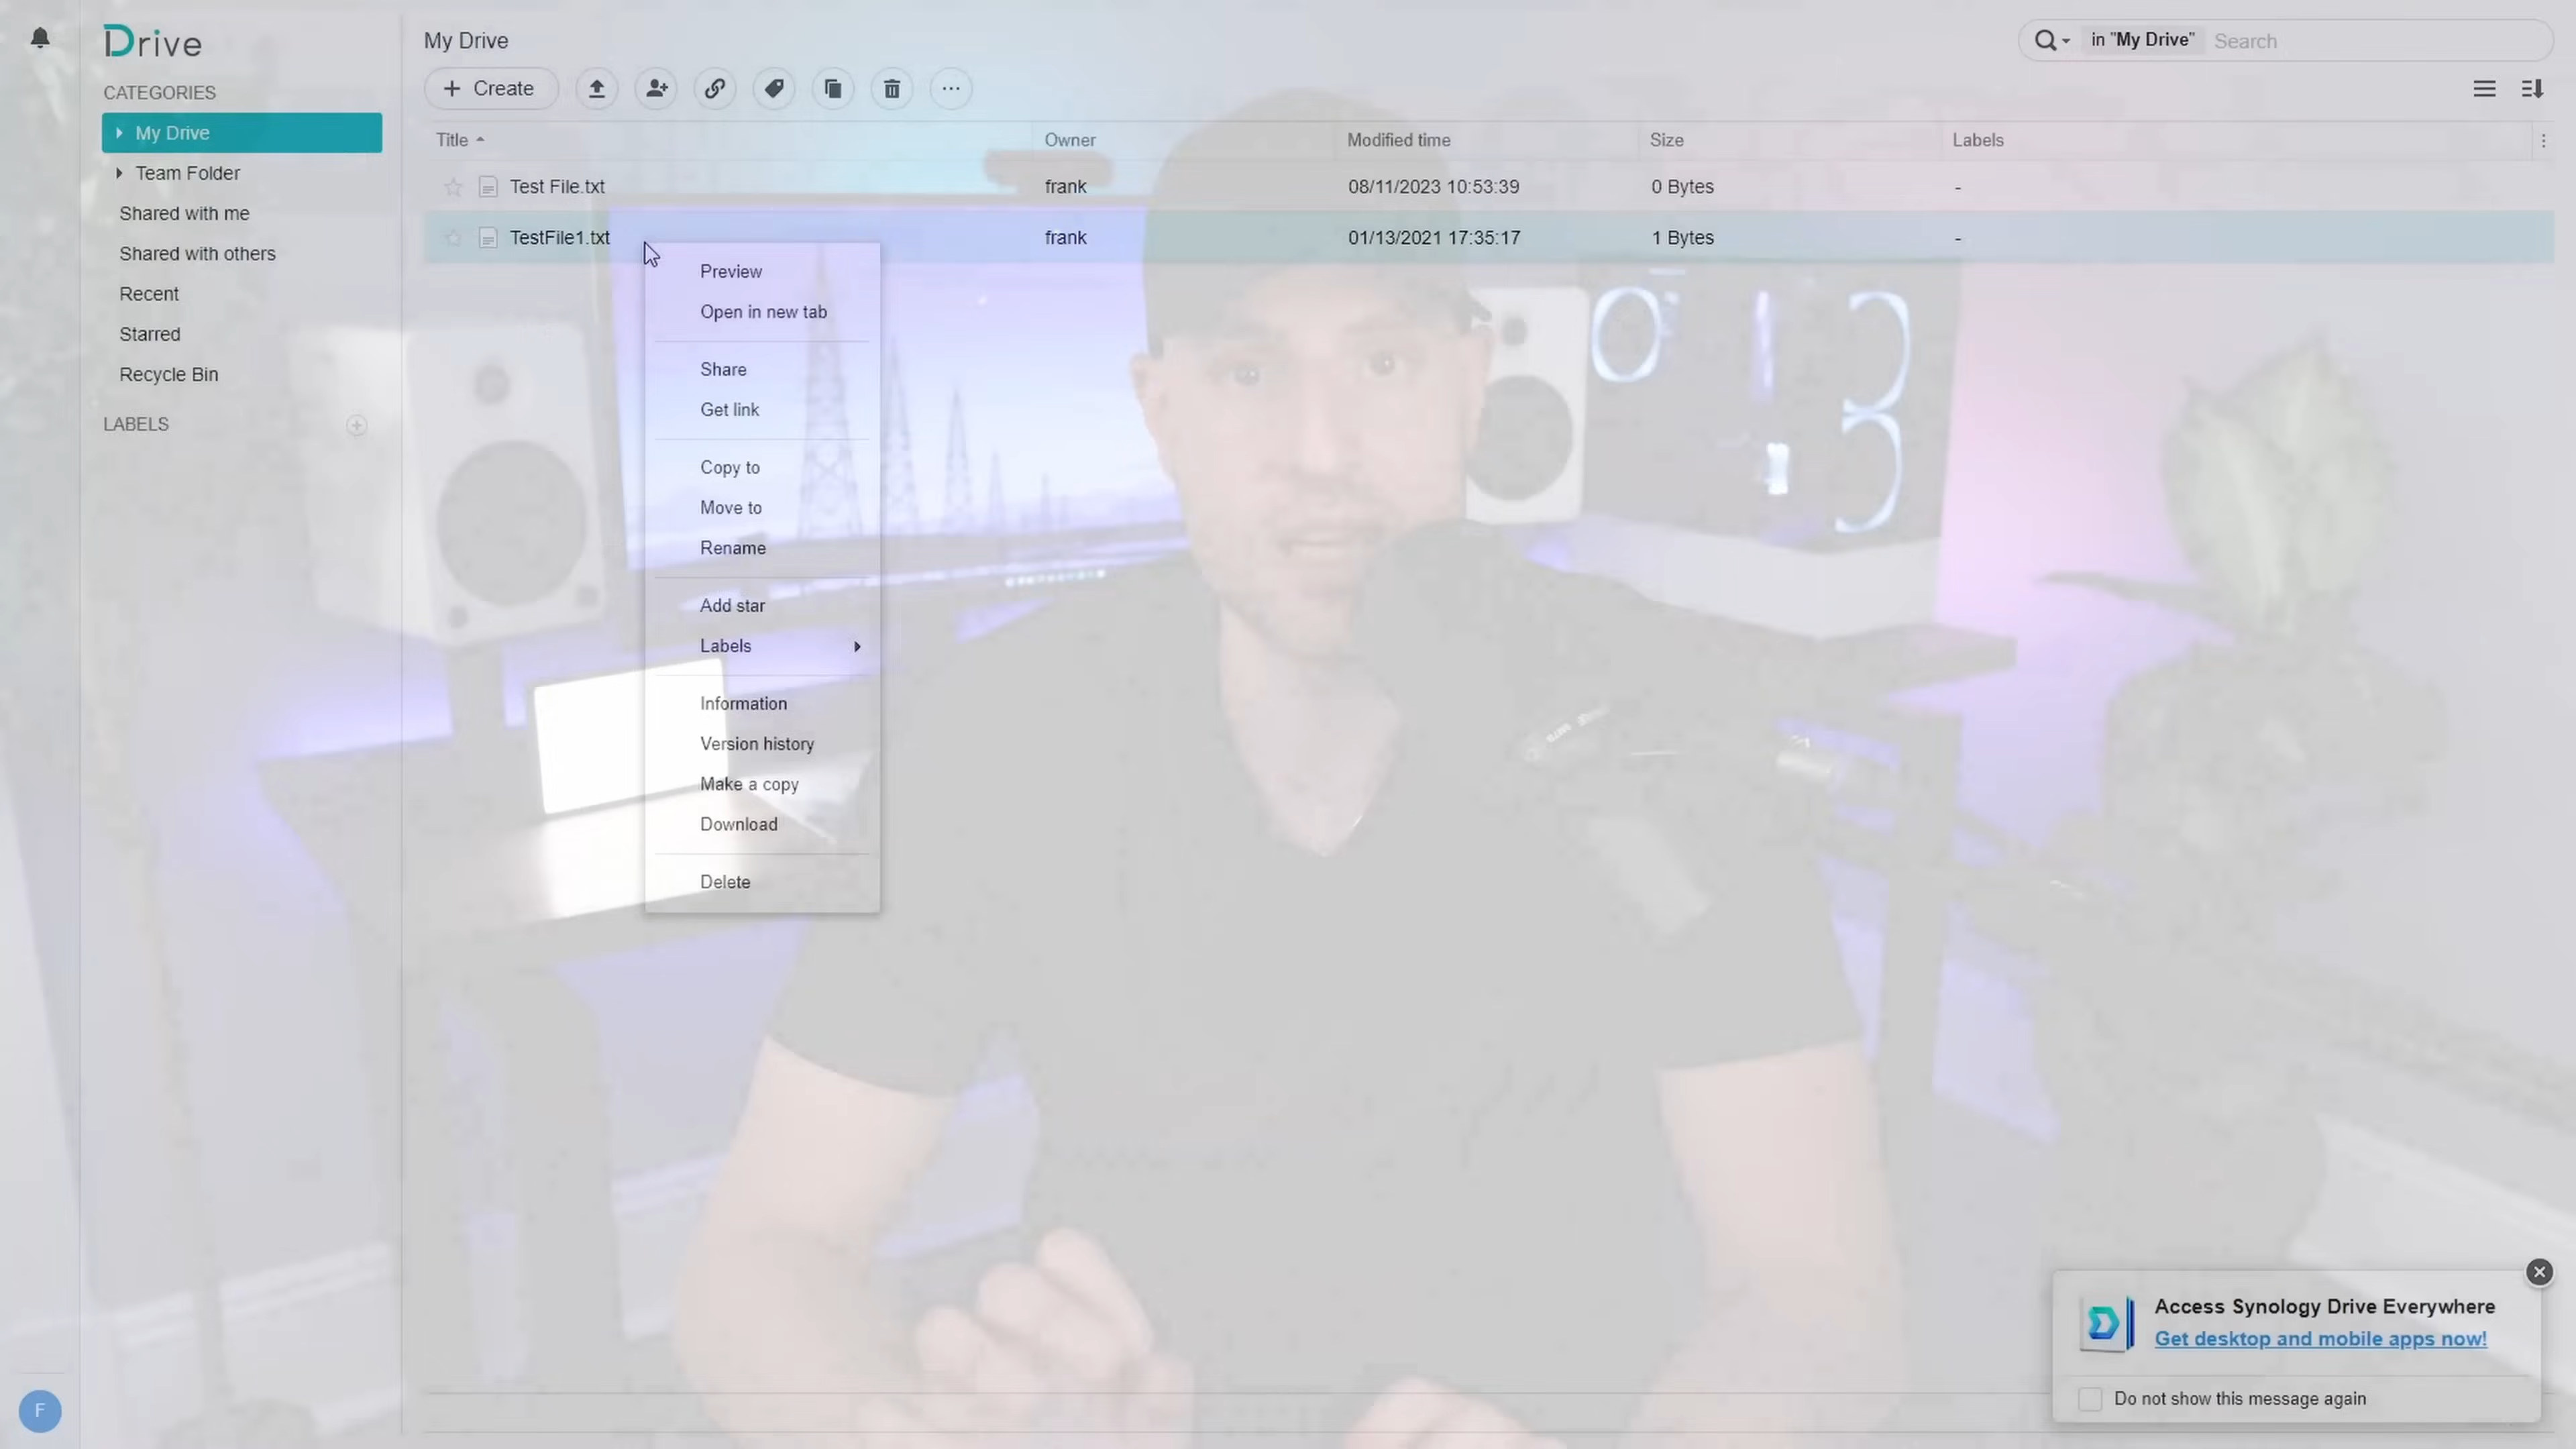 Drive
CATEGORIES
My Drive
Team Folder
Shared with me
Shared with others
Recent
Starred
Recycle Bin
LABELS
F
My Drive
in "My Drive" Search
Create
Title Owner Modified time Size Labels
Test File.txt frank 08/11/2023 10:53:39 0 Bytes -
TestFile1.txt frank 01/13/2021 17:35:17 1 Bytes -
Preview
Open in new tab
Share
Get link
Copy to
Move to
Rename
Add star
Labels
Information
Version history
Make a copy
Download
Delete
Access Synology Drive Everywhere
Get desktop and mobile apps now!
Do not show this message again